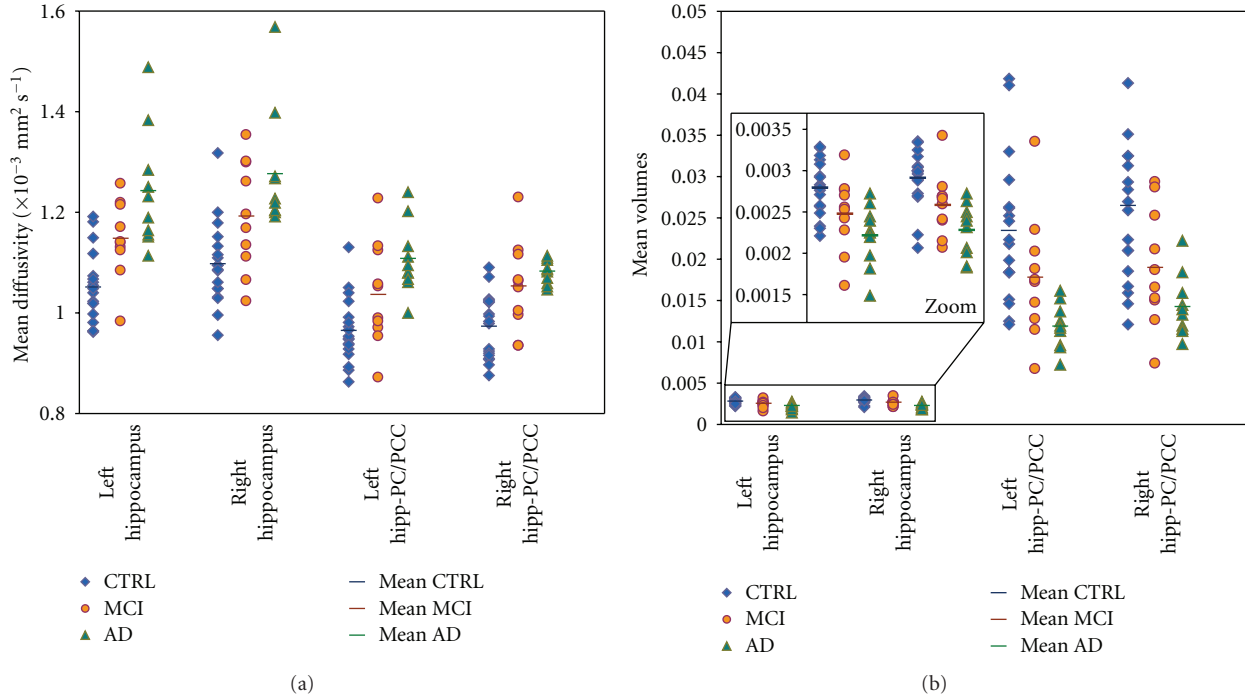 1.6
1.4
1.2
1
0.8
Mean diffusivity (×10⁻³ mm² s⁻¹)
Left
hippocampus
Right
hippocampus
Left
hipp-PC/PCC
Right
hipp-PC/PCC
CTRL
MCI
AD
Mean CTRL
Mean MCI
Mean AD
(a)
0.05
0.045
0.04
0.035
0.03
0.025
0.02
0.015
0.01
0.005
0
Mean volumes
0.0035
0.003
0.0025
0.002
0.0015
Zoom
Left
hippocampus
Right
hippocampus
Left
hipp-PC/PCC
Right
hipp-PC/PCC
CTRL
MCI
AD
Mean CTRL
Mean MCI
Mean AD
(b)